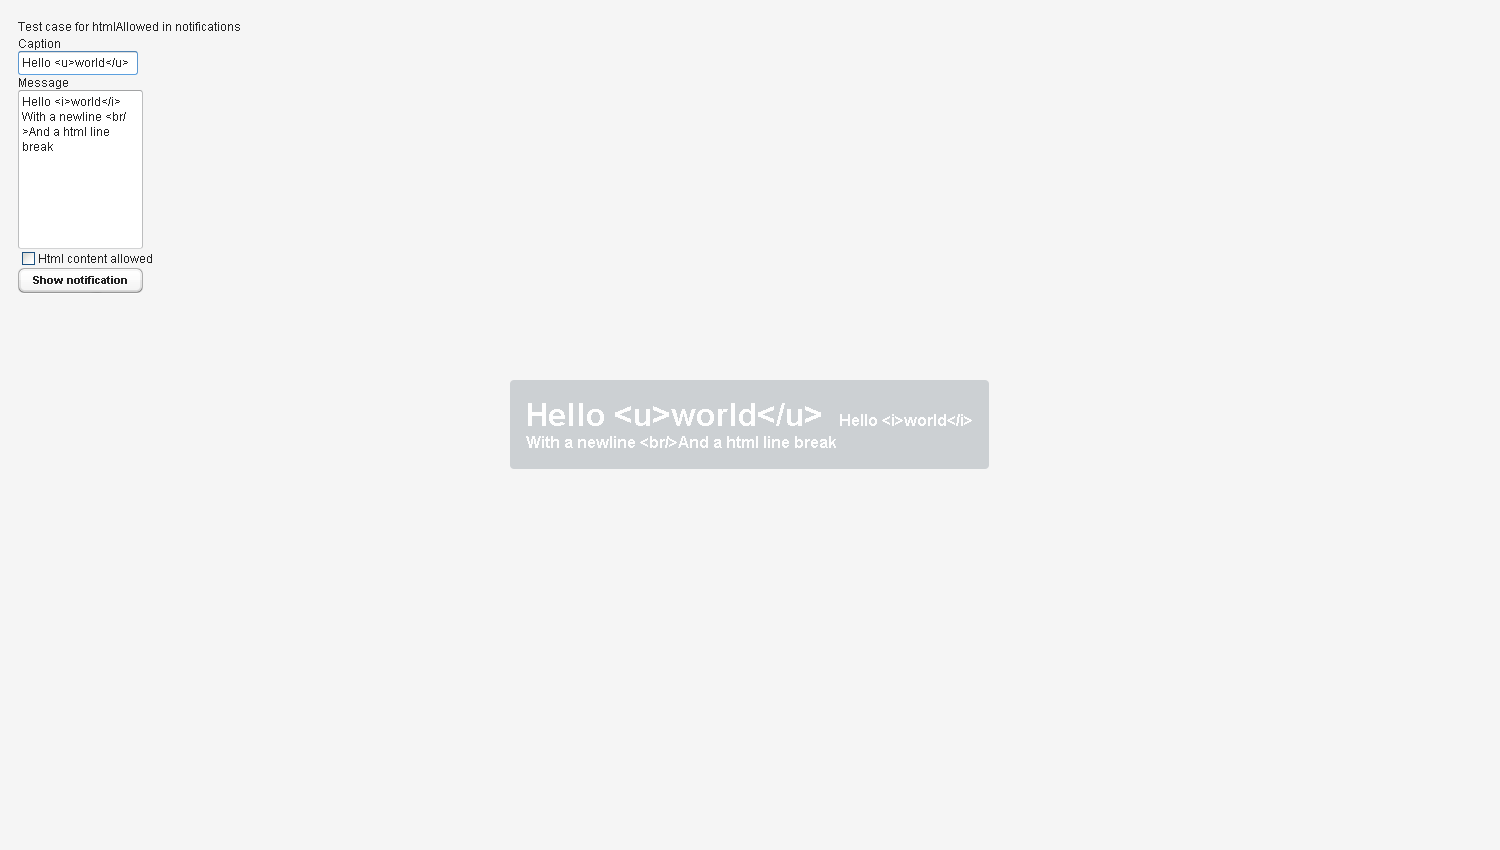 Test case for htmlAllowed in notifications
Caption
Hello <u>world</u>
Message
Hello <i>world</i>
With a newline <br/
>And a html line
break
Html content allowed
Show notification
Hello <u>world</u> Hello <i>world</i>
With a newline <br/>And a html line break